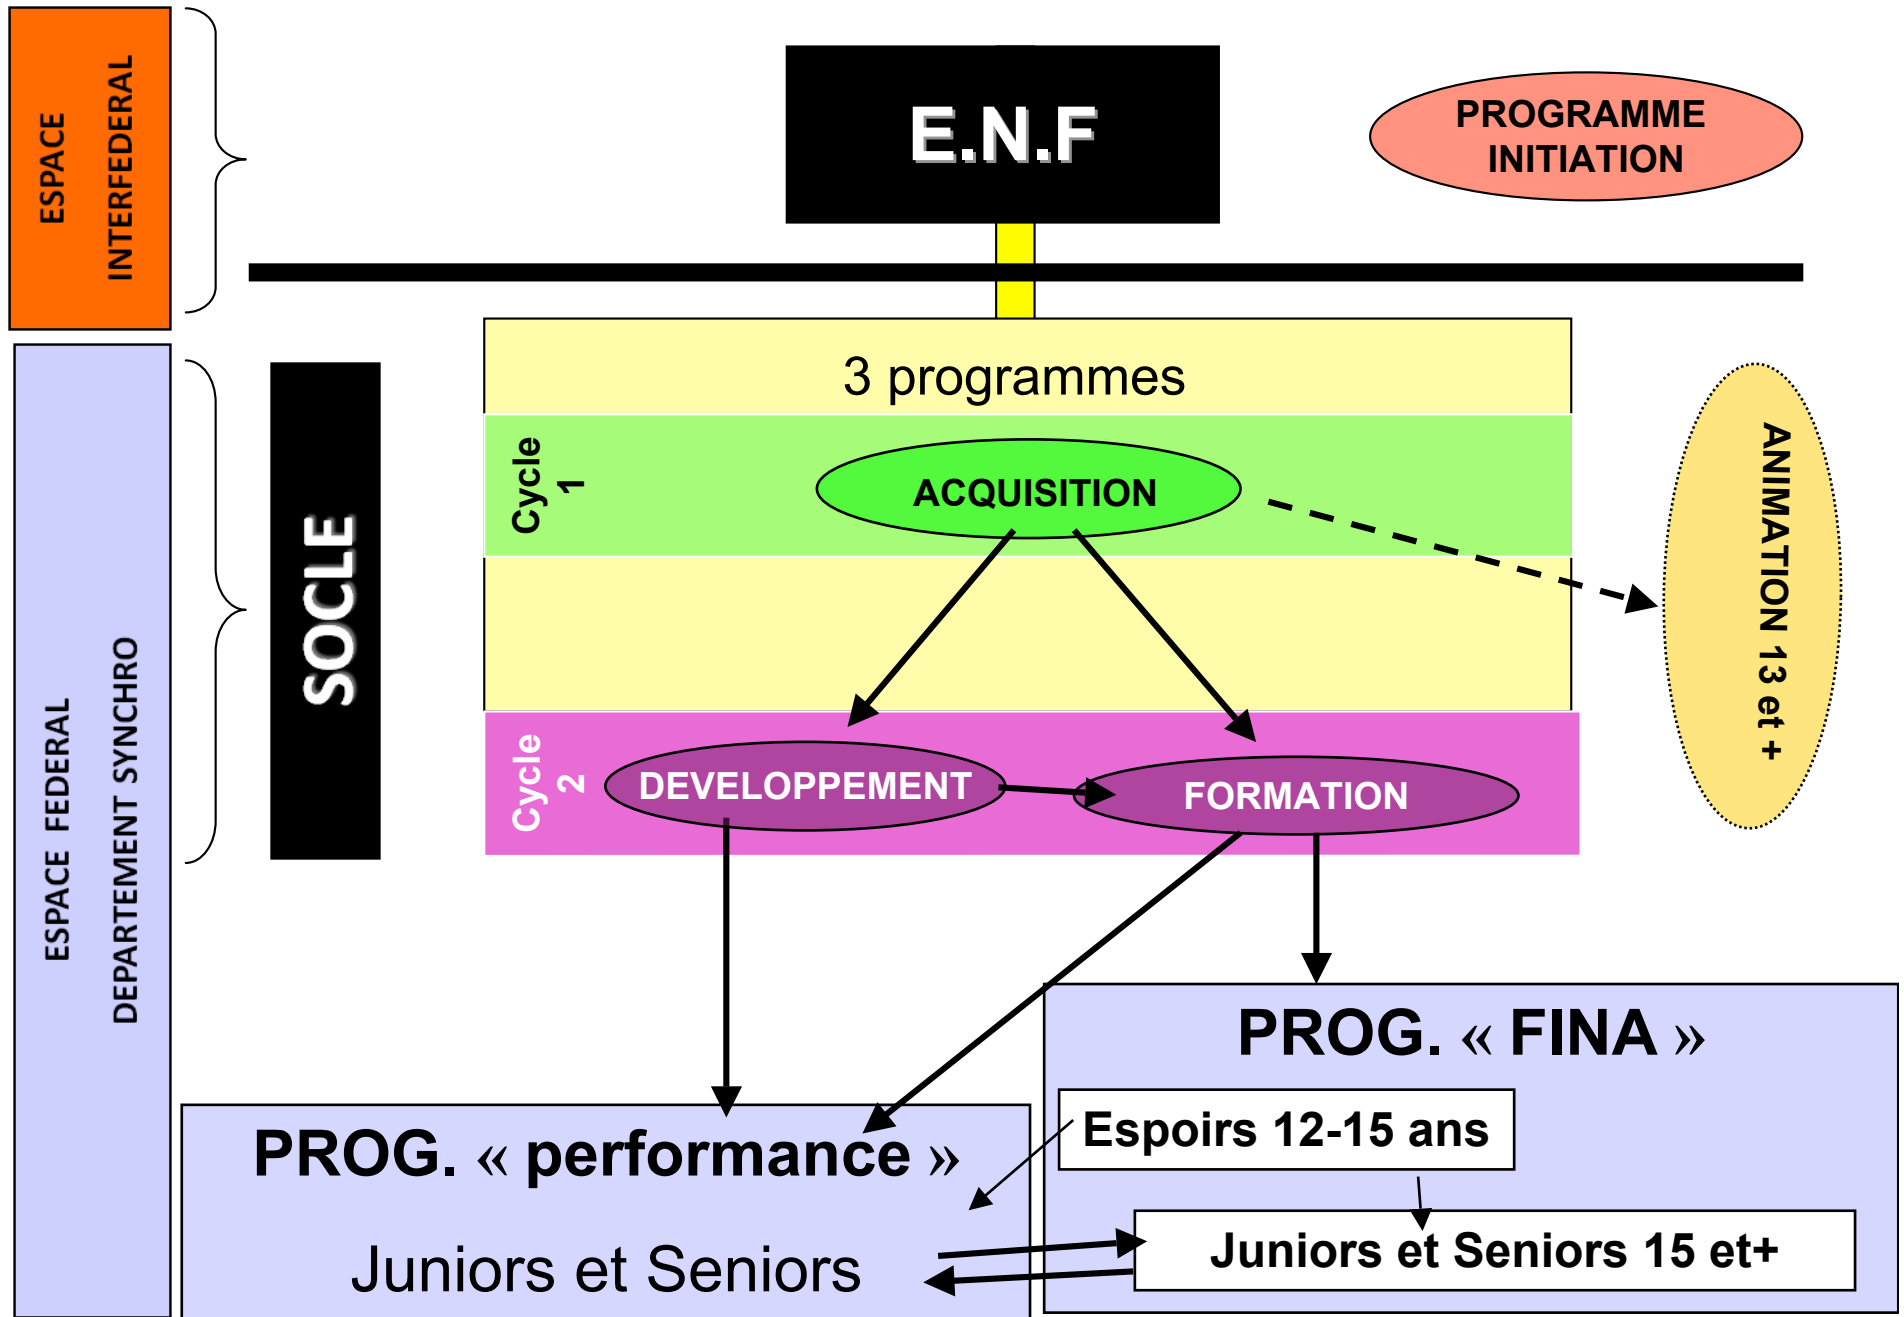 ESPACE
INTERFEDERAL
E.N.F
PROGRAMME
INITIATION
ESPACE FEDERAL
DEPARTEMENT SYNCHRO
SOCLE
3 programmes
Cycle
1
ACQUISITION
ANIMATION 13 et +
Cycle
2
DEVELOPPEMENT
FORMATION
PROG. « FINA »
Espoirs 12-15 ans
Juniors et Seniors 15 et+
PROG. « performance »
Juniors et Seniors